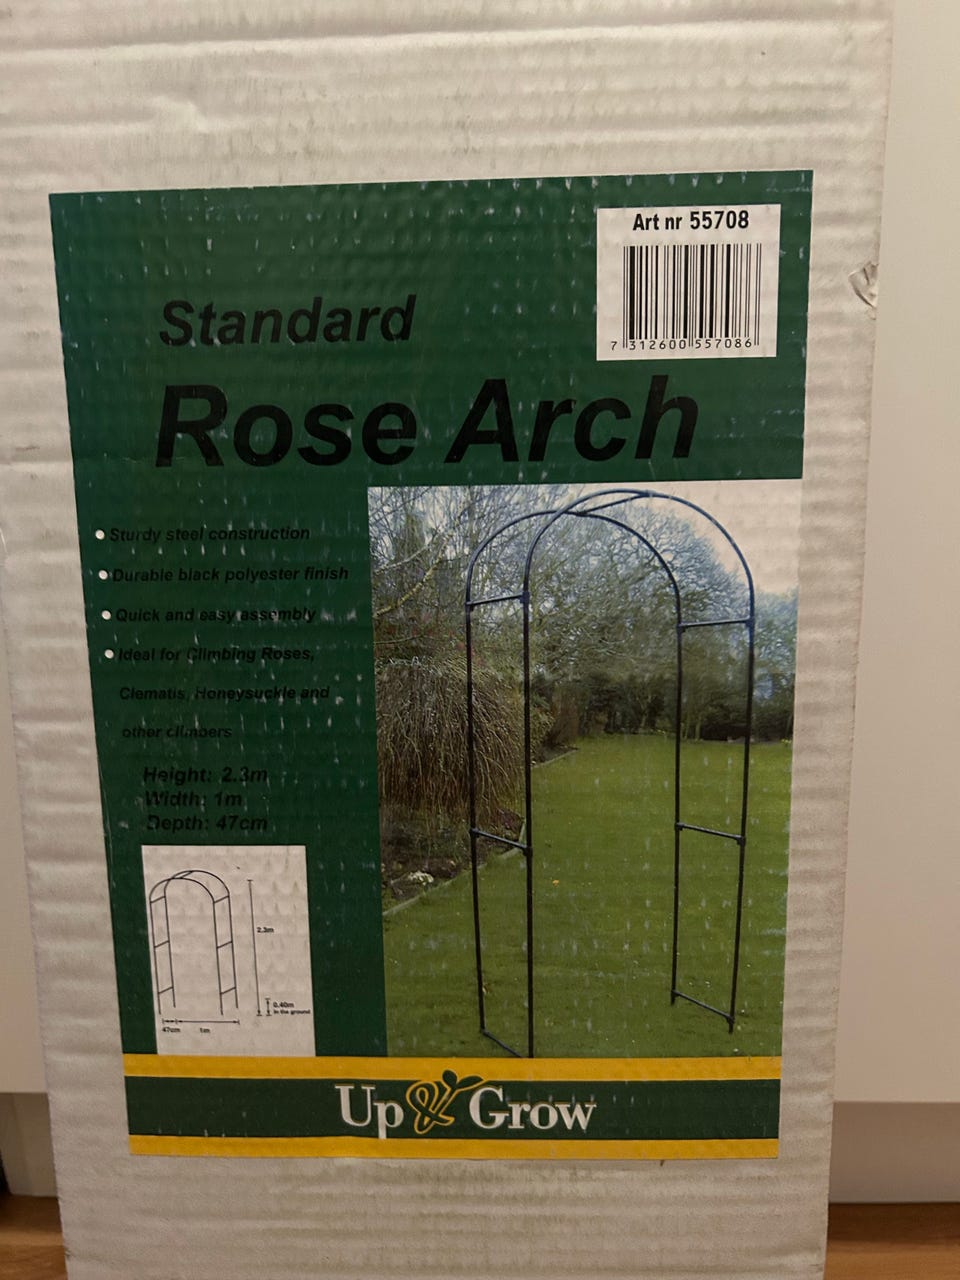 Art nr 55708
7 312600 557086
Standard
Rose Arch
Sturdy steel construction
Durable black polyester finish
Quick and easy assembly
Ideal for Climbing Roses,
Clematis, Honeysuckle and
other climbers
Height: 2.3m
Width: 1m
Depth: 47cm
2.3m
0.40m
in the ground
47cm 1m
Up & Grow